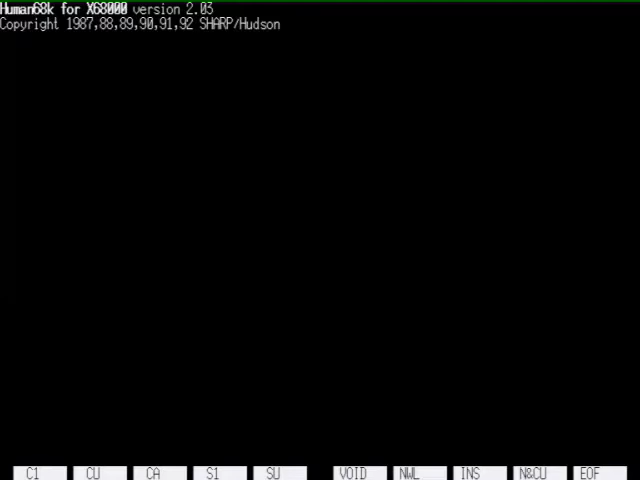 Human68k for X68000 version 2.03
Copyright 1987,88,89,90,91,92 SHARP/Hudson
C1 CU CA S1 SU VOID NWL INS N&CU EOF